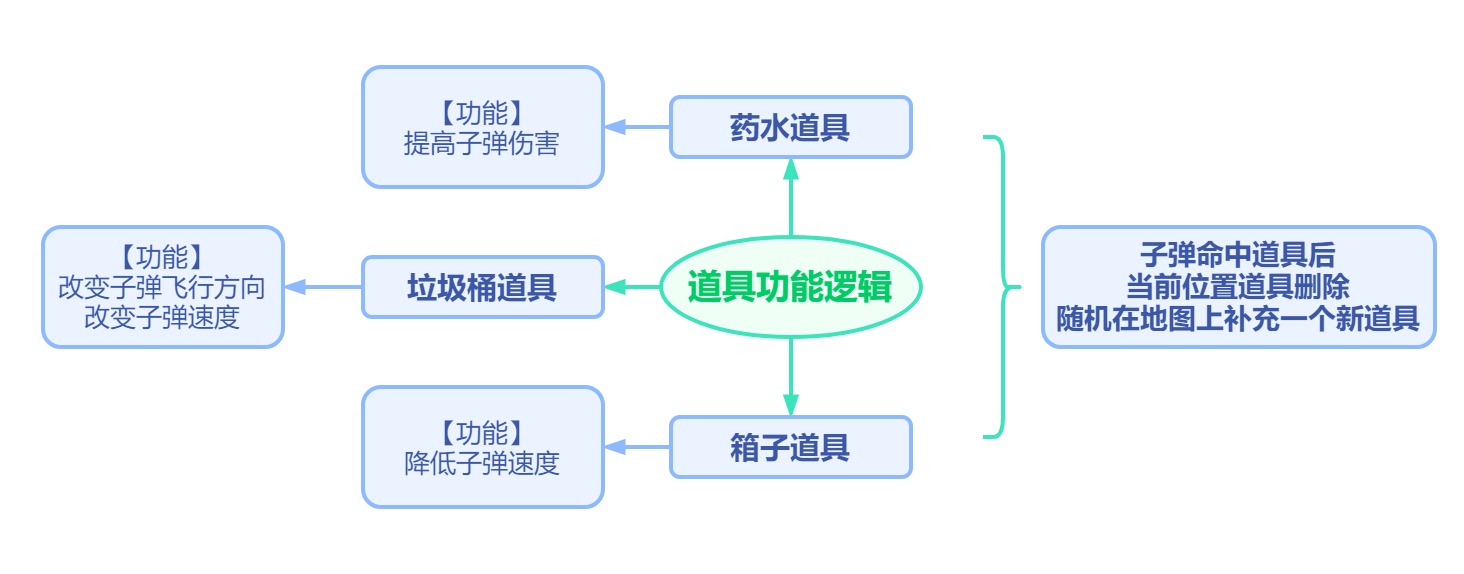 【功能】
提高子弹伤害
药水道具
【功能】
改变子弹飞行方向
改变子弹速度
垃圾桶道具
道具功能逻辑
子弹命中道具后
当前位置道具删除
随机在地图上补充一个新道具
【功能】
降低子弹速度
箱子道具